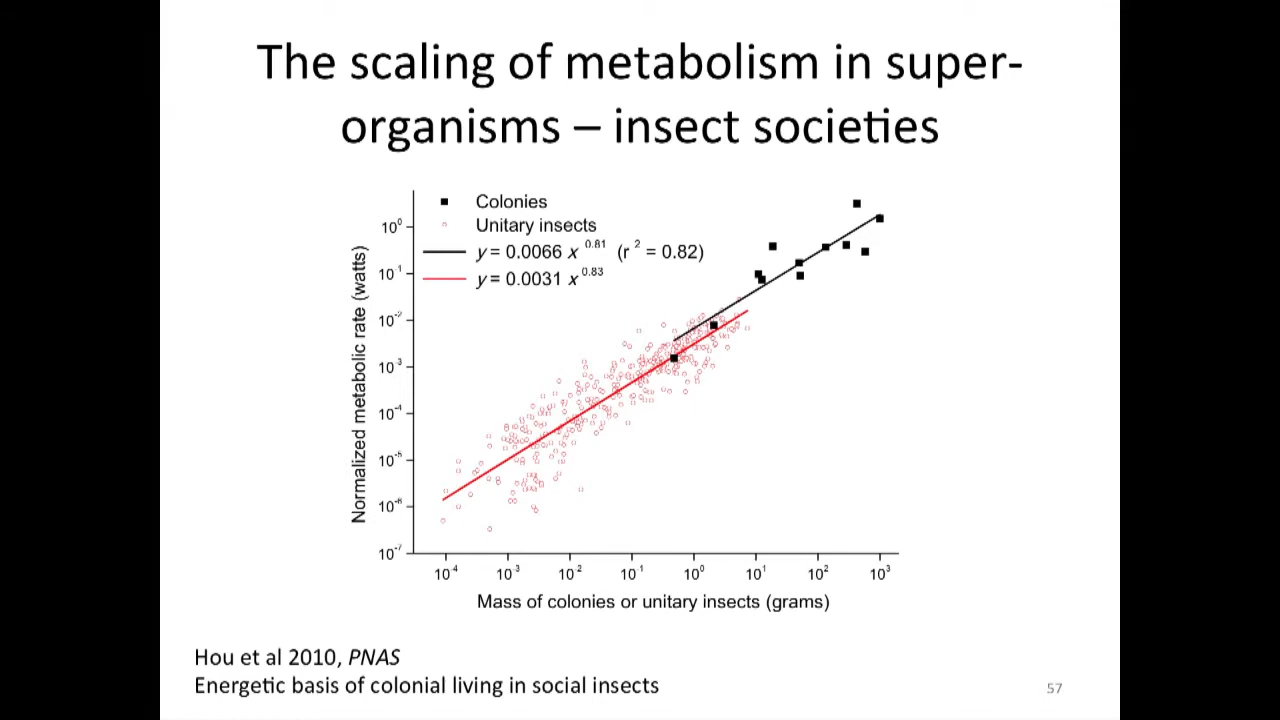 The scaling of metabolism in super-
organisms – insect societies
Colonies
Unitary insects
y = 0.0066 x^0.81 (r^2 = 0.82)
y = 0.0031 x^0.83
Normalized metabolic rate (watts)
10^0
10^-1
10^-2
10^-3
10^-4
10^-5
10^-6
10^-7
10^-4 10^-3 10^-2 10^-1 10^0 10^1 10^2 10^3
Mass of colonies or unitary insects (grams)
Hou et al 2010, PNAS
Energetic basis of colonial living in social insects
57